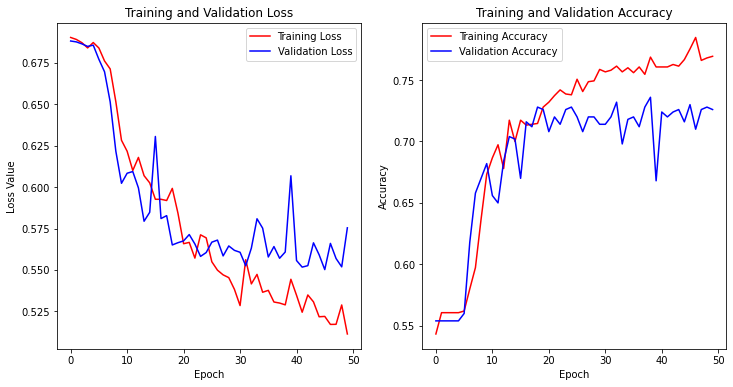 Training and Validation Loss
Training Loss
Validation Loss
0.675
0.650
0.625
0.600
0.575
0.550
0.525
Loss Value
0
10
20
30
40
50
Epoch
Training and Validation Accuracy
Training Accuracy
Validation Accuracy
0.75
0.70
0.65
0.60
0.55
Accuracy
0
10
20
30
40
50
Epoch